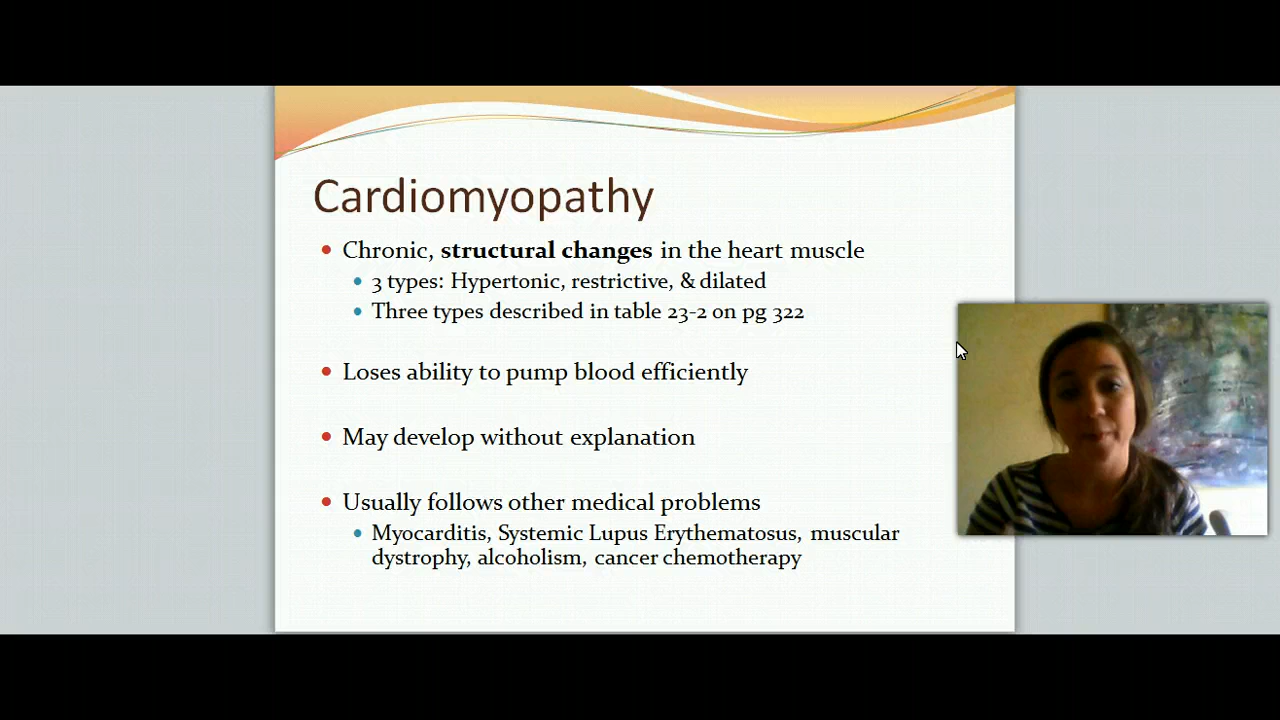 Cardiomyopathy
Chronic, structural changes in the heart muscle
3 types: Hypertonic, restrictive, & dilated
Three types described in table 23-2 on pg 322
Loses ability to pump blood efficiently
May develop without explanation
Usually follows other medical problems
Myocarditis, Systemic Lupus Erythematosus, muscular
dystrophy, alcoholism, cancer chemotherapy